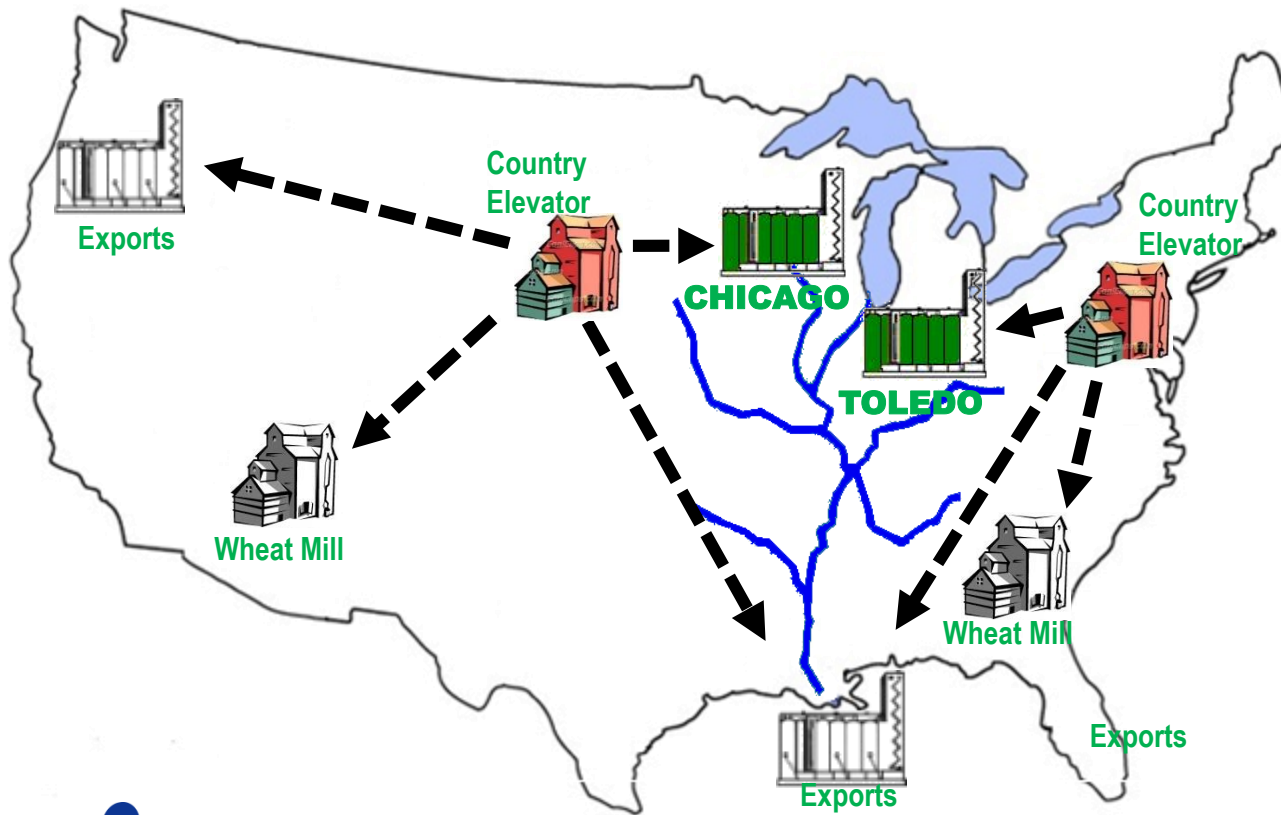 Country
Elevator
Exports
CHICAGO
Country
Elevator
TOLEDO
Wheat Mill
Wheat Mill
Exports
Exports